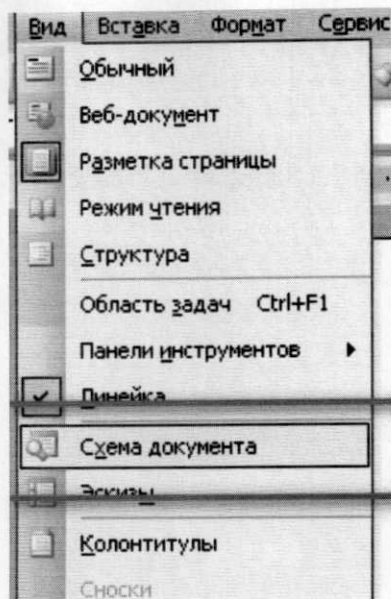 Вид Вставка Формат Сервис
Обычный
Веб-документ
Разметка страницы
Режим чтения
Структура
Область задач Ctrl+F1
Панели инструментов
Линейка
Схема документа
Эскизы
Колонтитулы
Сноски